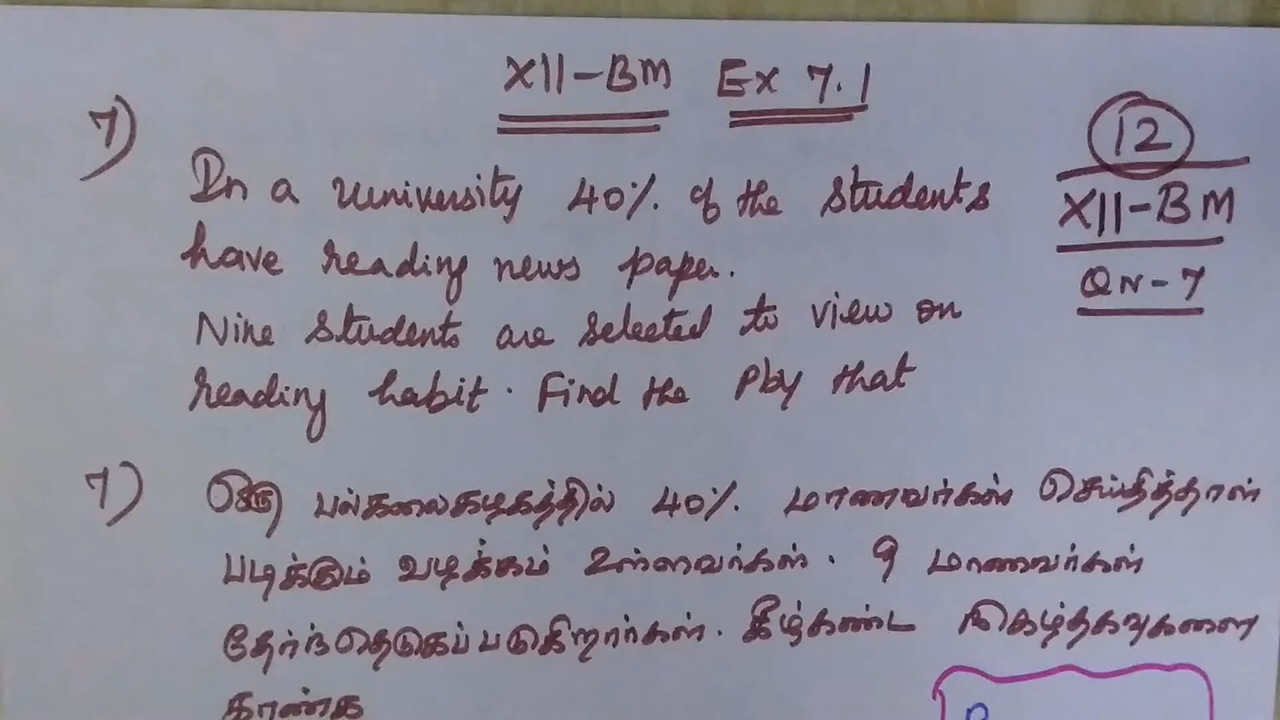 XII-BM Ex 7.1
12
XII-BM
QN-7
7) In a university 40% of the students
have reading news paper.
Nine students are selected to view on
reading habit. Find the Pby that
7) ஒரு பல்கலைகழகத்தில் 40% மாணவர்கள் செய்தித்தாள்
படிக்கும் வழக்கம் உள்ளவர்கள். 9 மாணவர்கள்
தேர்ந்தெடுகப்படுகிறார்கள். கீழ்கண்ட நிகழ்தகவுகளை
காண்க